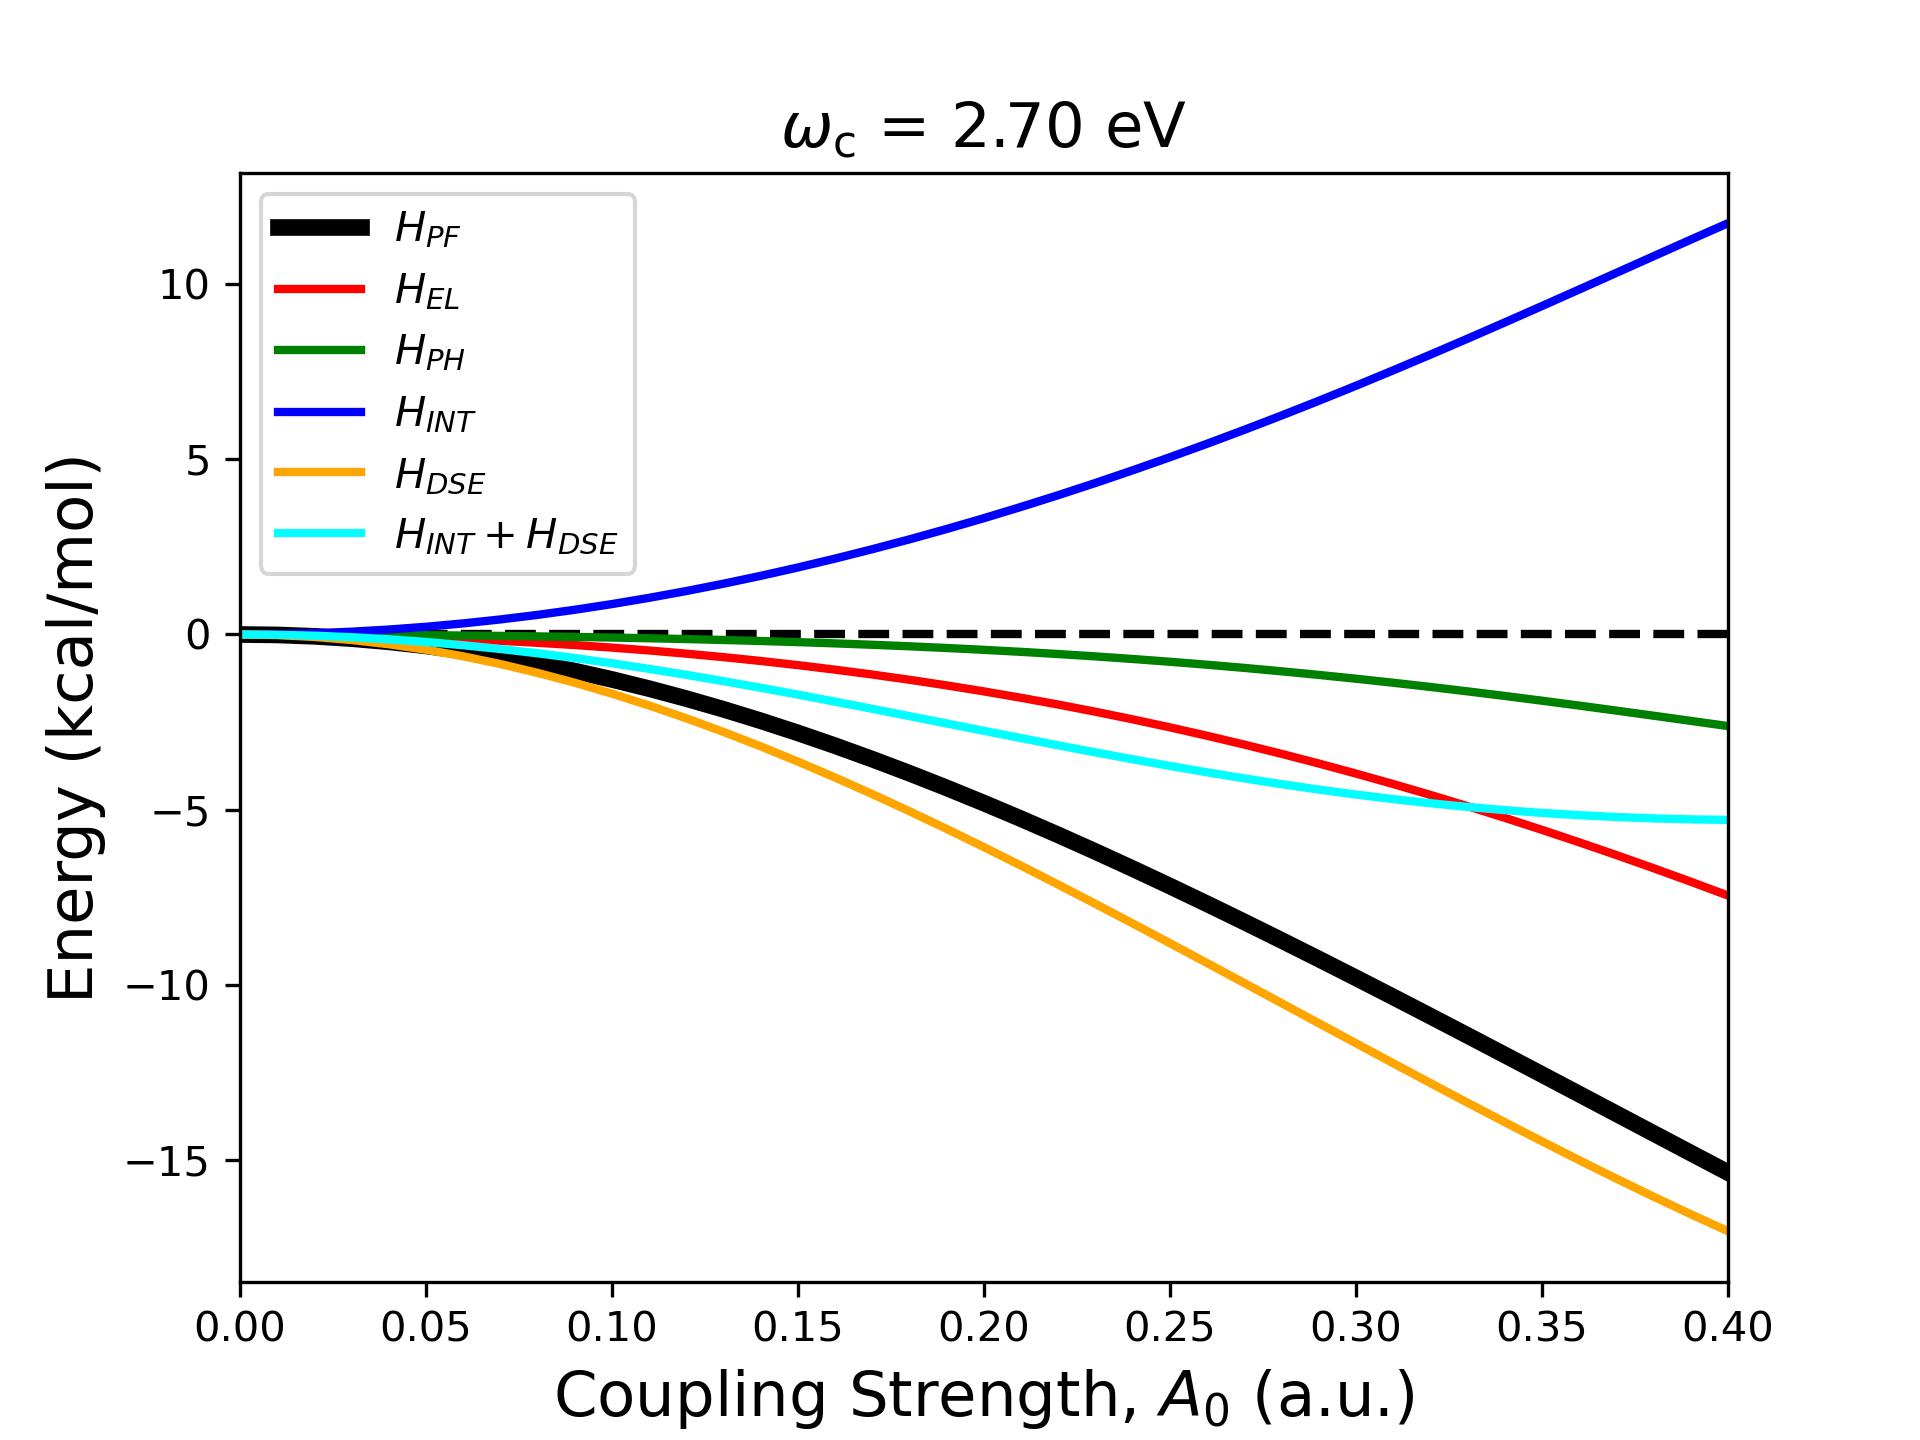 ω_c = 2.70 eV
H_PF
H_EL
H_PH
H_INT
H_DSE
H_INT + H_DSE
Energy (kcal/mol)
10
5
0
−5
−10
−15
0.00 0.05 0.10 0.15 0.20 0.25 0.30 0.35 0.40
Coupling Strength, A_0 (a.u.)